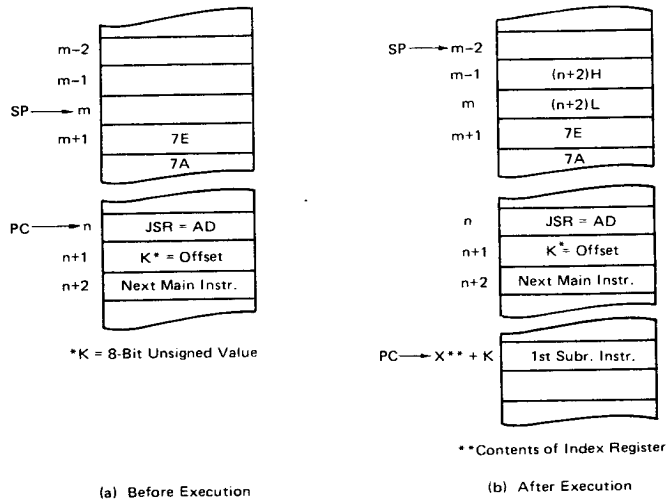 m-2
m-1
SP → m
m+1 7E
7A
PC → n JSR = AD
n+1 K* = Offset
n+2 Next Main Instr.
*K = 8-Bit Unsigned Value
(a) Before Execution
SP → m-2
m-1 (n+2)H
m (n+2)L
m+1 7E
7A
n JSR = AD
n+1 K* = Offset
n+2 Next Main Instr.
PC → X** + K 1st Subr. Instr.
**Contents of Index Register
(b) After Execution